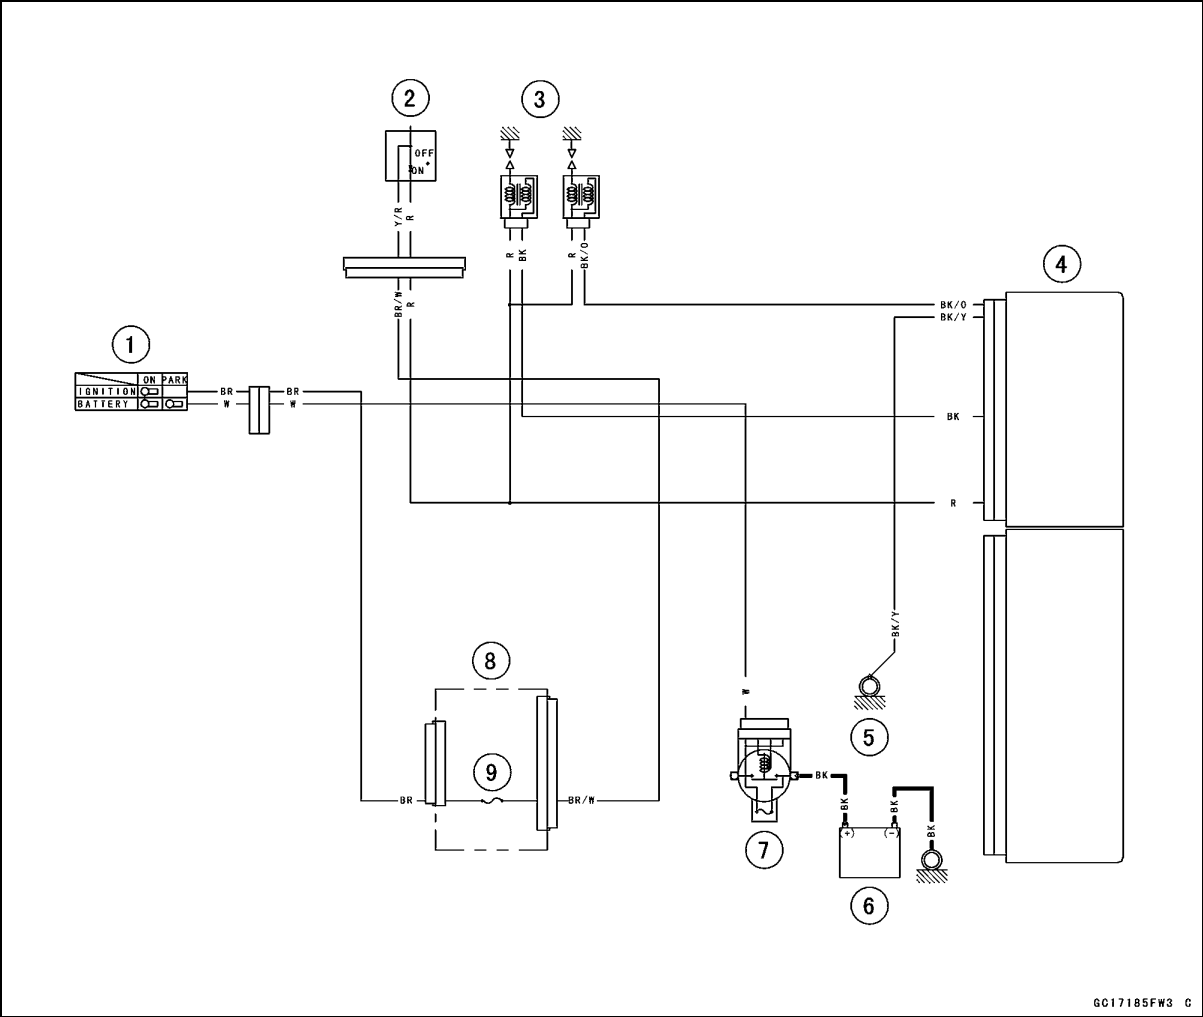 2
3
OFF
ON
Y/R
R
R
BK
R
BK/O
4
BR/W
R
BK/O
BK/Y
1
ON PARK
IGNITION
BR
BR
BATTERY
W
W
BK
R
BK/Y
8
W
5
9
BK
BR
BR/W
BK
BK
BK
(+)
(-)
7
6
GC17185FW3 C